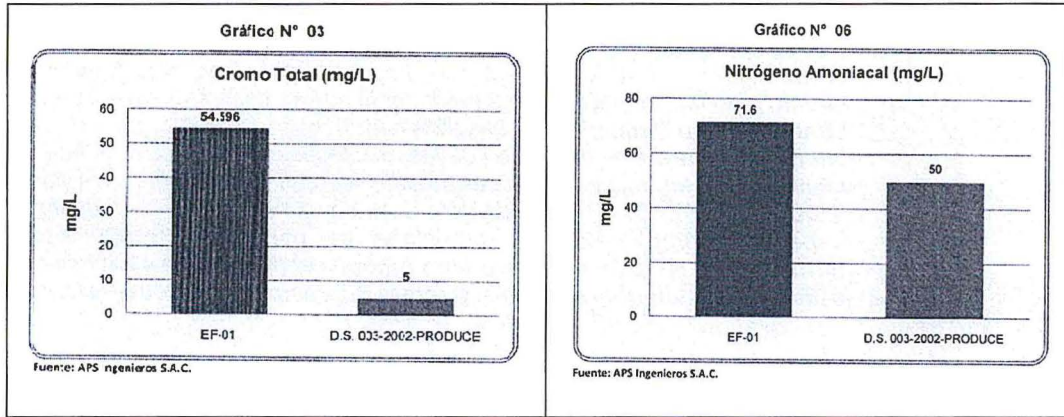 Gráfico N° 03
Cromo Total (mg/L)
60
50
40
30
20
10
0
mg/L
54.596
5
EF-01
D.S. 003-2002-PRODUCE
Fuente: APS ngenieros S.A.C.
Gráfico N° 06
Nitrógeno Amoniacal (mg/L)
80
60
40
20
0
mg/L
71.6
50
EF-01
D.S. 003-2002-PRODUCE
Fuente: APS Ingenieros S.A.C.